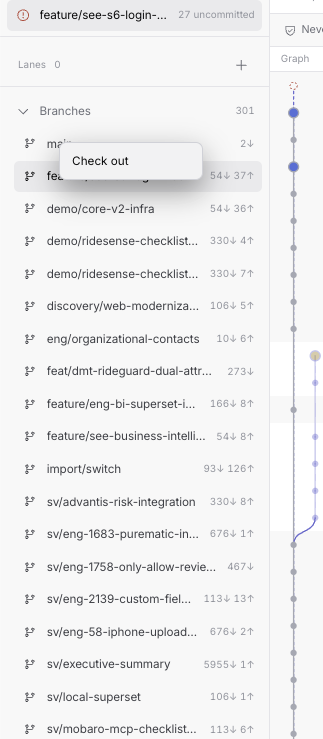 feature/see-s6-login-... 27 uncommitted
Lanes 0
Neve
Graph
Branches 301
ma 2↓
Check out
54↓ 37↑
demo/core-v2-infra 54↓ 36↑
demo/ridesense-checklist... 330↓ 4↑
demo/ridesense-checklist... 330↓ 7↑
discovery/web-moderniza... 106↓ 5↑
eng/organizational-contacts 10↓ 6↑
feat/dmt-rideguard-dual-attr... 273↓
feature/eng-bi-superset-i... 166↓ 8↑
feature/see-business-intelli... 54↓ 8↑
import/switch 93↓ 126↑
sv/advantis-risk-integration 330↓ 8↑
sv/eng-1683-purematic-in... 676↓ 1↑
sv/eng-1758-only-allow-revie... 467↓
sv/eng-2139-custom-fiel... 113↓ 13↑
sv/eng-58-iphone-upload... 676↓ 2↑
sv/executive-summary 5955↓ 1↑
sv/local-superset 106↓ 1↑
sv/mobaro-mcp-checklist... 113↓ 6↑